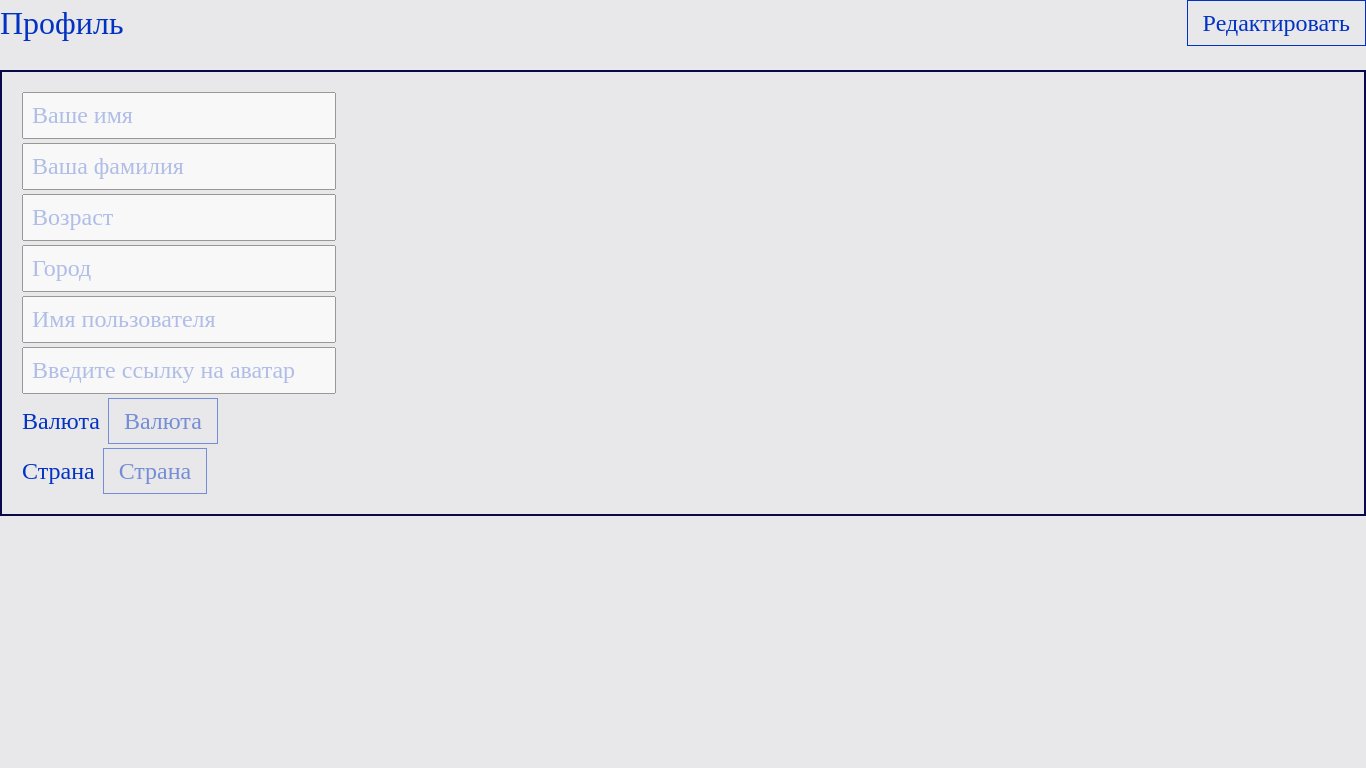 Профиль
Редактировать
Ваше имя
Ваша фамилия
Возраст
Город
Имя пользователя
Введите ссылку на аватар
Валюта Валюта
Страна Страна